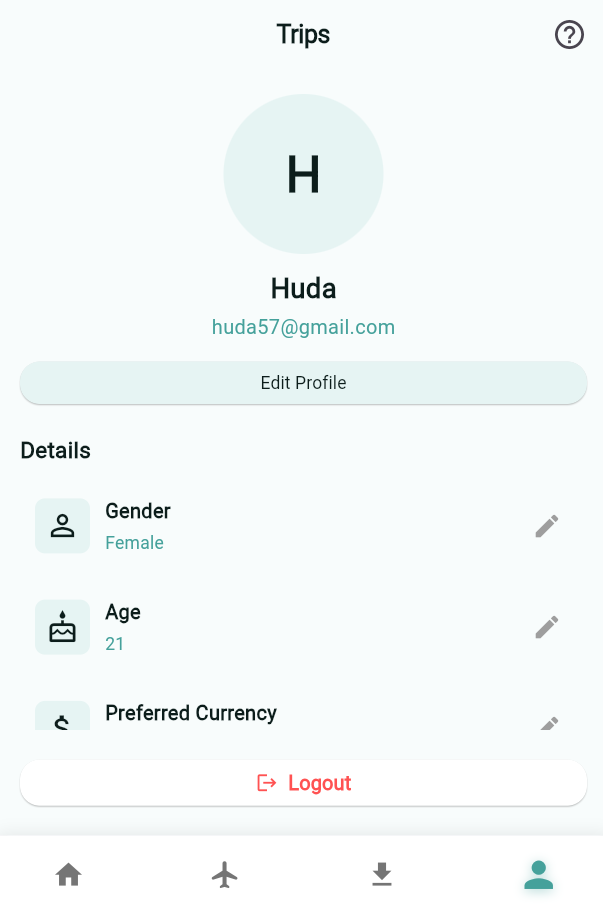 Trips
H
Huda
huda57@gmail.com
Edit Profile
Details
Gender
Female
Age
21
Preferred Currency
Logout